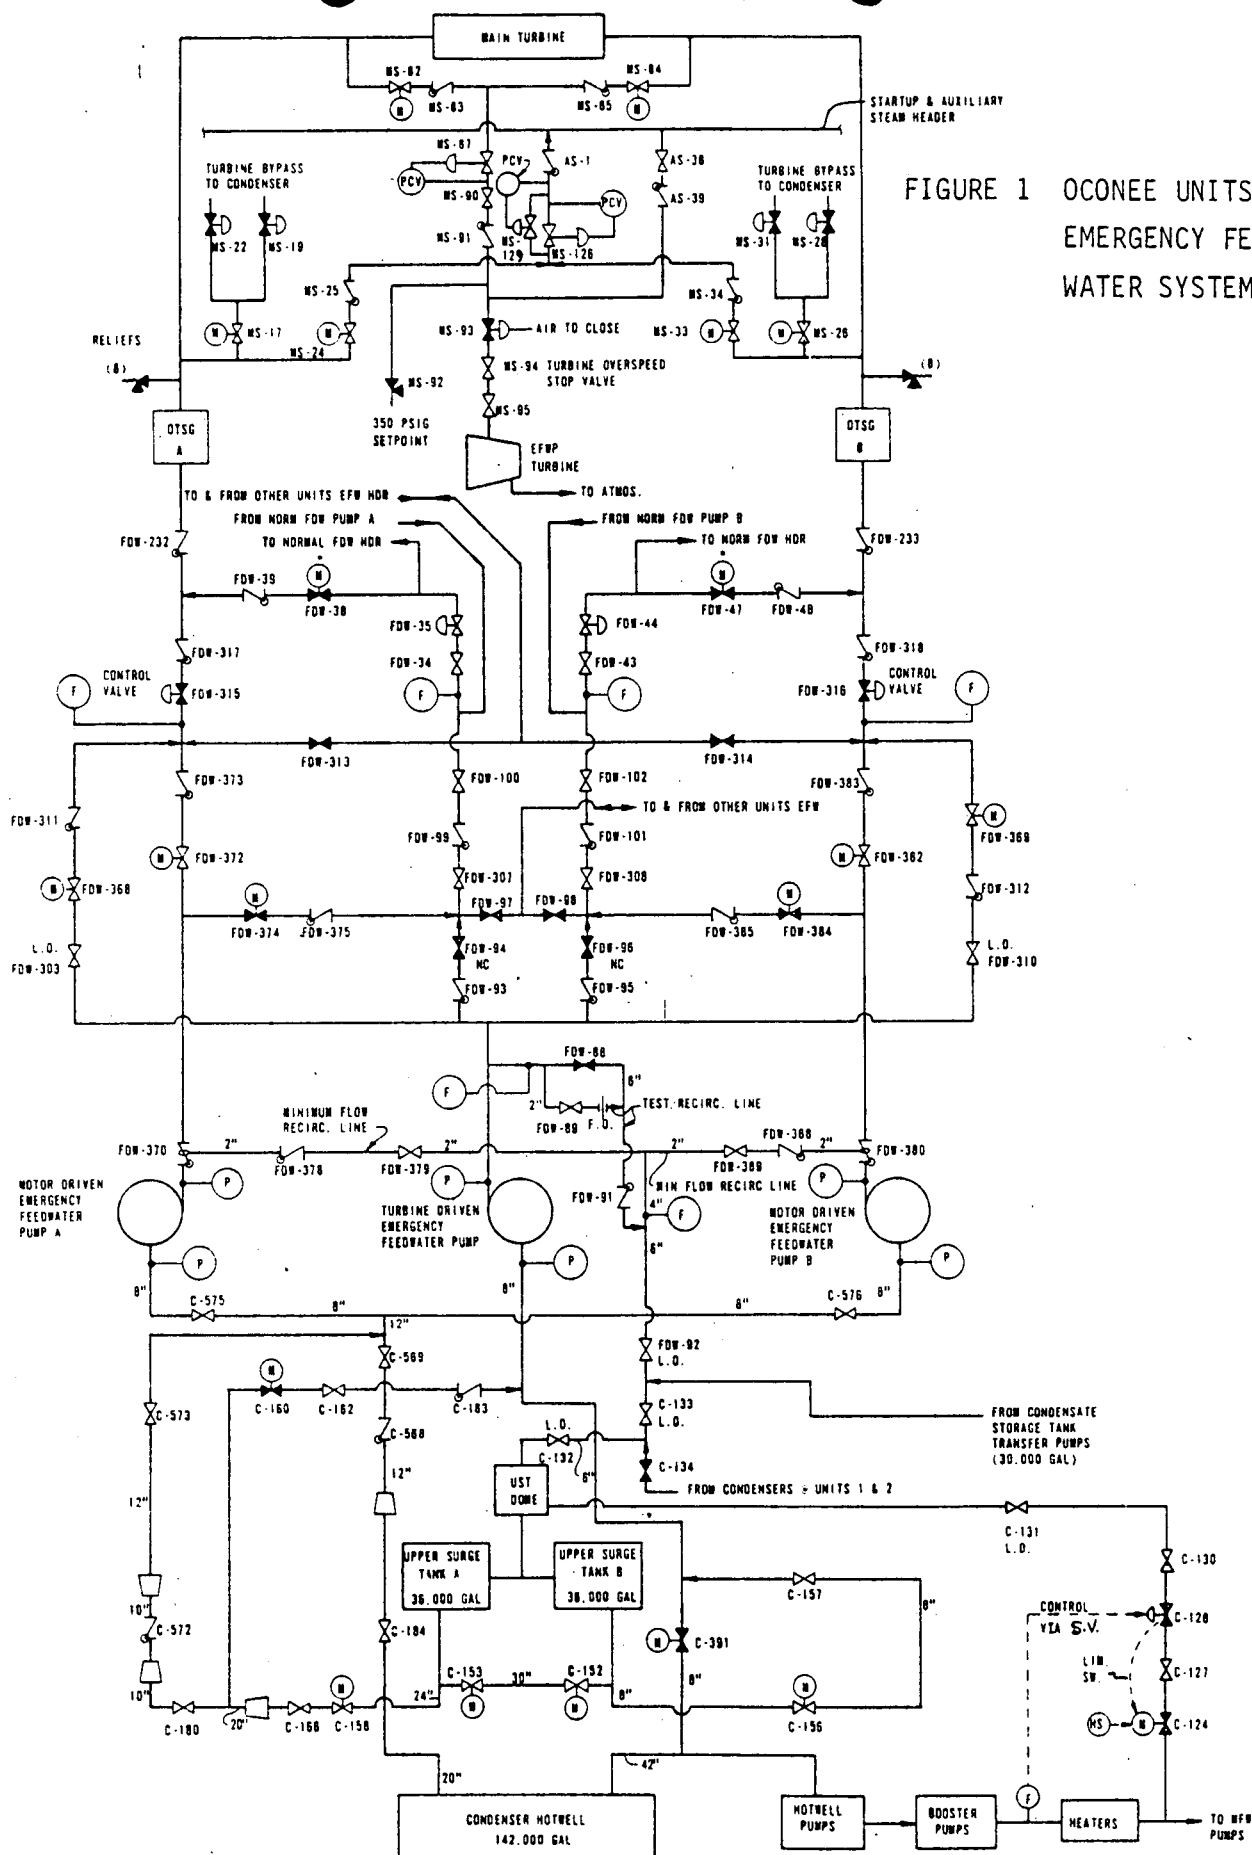 MAIN TURBINE
MS-82
MS-84
MS-83
MS-85
STARTUP & AUXILIARY
STEAM HEADER
MS-87
PCV
AS-1
AS-38
TURBINE BYPASS
TO CONDENSER
TURBINE BYPASS
TO CONDENSER
PCV
MS-90
PCV
AS-39
FIGURE 1 OCONEE UNITS
EMERGENCY FE
WATER SYSTEM
MS-22
MS-19
MS-91
MS-
129
MS-126
MS-31
MS-28
MS-25
MS-34
M
MS-17
M
MS-24
MS-93
AIR TO CLOSE
MS-33
M
M
MS-26
RELIEFS
(8)
MS-92
MS-94 TURBINE OVERSPEED
STOP VALVE
(8)
350 PSIG
SETPOINT
MS-95
OTSG
A
EFWP
TURBINE
OTSG
B
TO ATMOS.
TO & FROM OTHER UNITS EFW HDR
FROM NORM FDW PUMP A
FROM NORM FDW PUMP B
TO NORMAL FDW HDR
TO NORM FDW HDR
FDW-232
FDW-233
FDW-39
M
FDW-38
M
FDW-47
FDW-48
FDW-35
FDW-44
FDW-317
FDW-34
FDW-43
FDW-318
F
CONTROL
VALVE
FDW-315
F
F
FDW-316
CONTROL
VALVE
F
FDW-313
FDW-314
FDW-373
FDW-100
FDW-102
FDW-383
TO & FROM OTHER UNITS EFW
FDW-311
FDW-99
FDW-101
M
FDW-369
M
FDW-372
M
FDW-382
M
FDW-368
FDW-307
FDW-308
FDW-312
M
FDW-97
FDW-98
M
FDW-374
FDW-375
FDW-385
FDW-384
L.O.
FDW-303
FDW-94
NC
FDW-96
NC
L.O.
FDW-310
FDW-93
FDW-95
FDW-88
F
6"
2"
TEST RECIRC. LINE
FDW-89
F.O.
MINIMUM FLOW
RECIRC. LINE
FDW-370
2"
FDW-378
FDW-379
2"
2"
FDW-388
FDW-389
2"
FDW-380
MIN FLOW RECIRC LINE
P
P
P
FDW-91
4"
F
MOTOR DRIVEN
EMERGENCY
FEEDWATER
PUMP A
TURBINE DRIVEN
EMERGENCY
FEEDWATER PUMP
MOTOR DRIVEN
EMERGENCY
FEEDWATER
PUMP B
6"
P
P
P
8"
C-575
8"
8"
8"
C-576
8"
12"
C-569
FDW-92
L.O.
M
C-160
C-162
C-183
C-133
L.O.
C-573
C-568
L.O.
C-132
6"
C-134
FROM CONDENSATE
STORAGE TANK
TRANSFER PUMPS
(30,000 GAL)
12"
12"
UST
DOME
FROM CONDENSERS UNITS 1 & 2
C-131
L.O.
C-130
UPPER SURGE
TANK A
36,000 GAL
UPPER SURGE
TANK B
36,000 GAL
C-157
10"
8"
CONTROL
VIA S.V.
C-128
C-572
C-184
M
C-391
10"
C-153
30"
C-152
8"
LIM.
SW.
C-127
24"
8"
M
M
M
M
C-180
20"
C-166
C-158
C-156
HS
M
C-124
20"
42"
CONDENSER HOTWELL
142,000 GAL
HOTWELL
PUMPS
BOOSTER
PUMPS
F
HEATERS
TO MFW
PUMPS